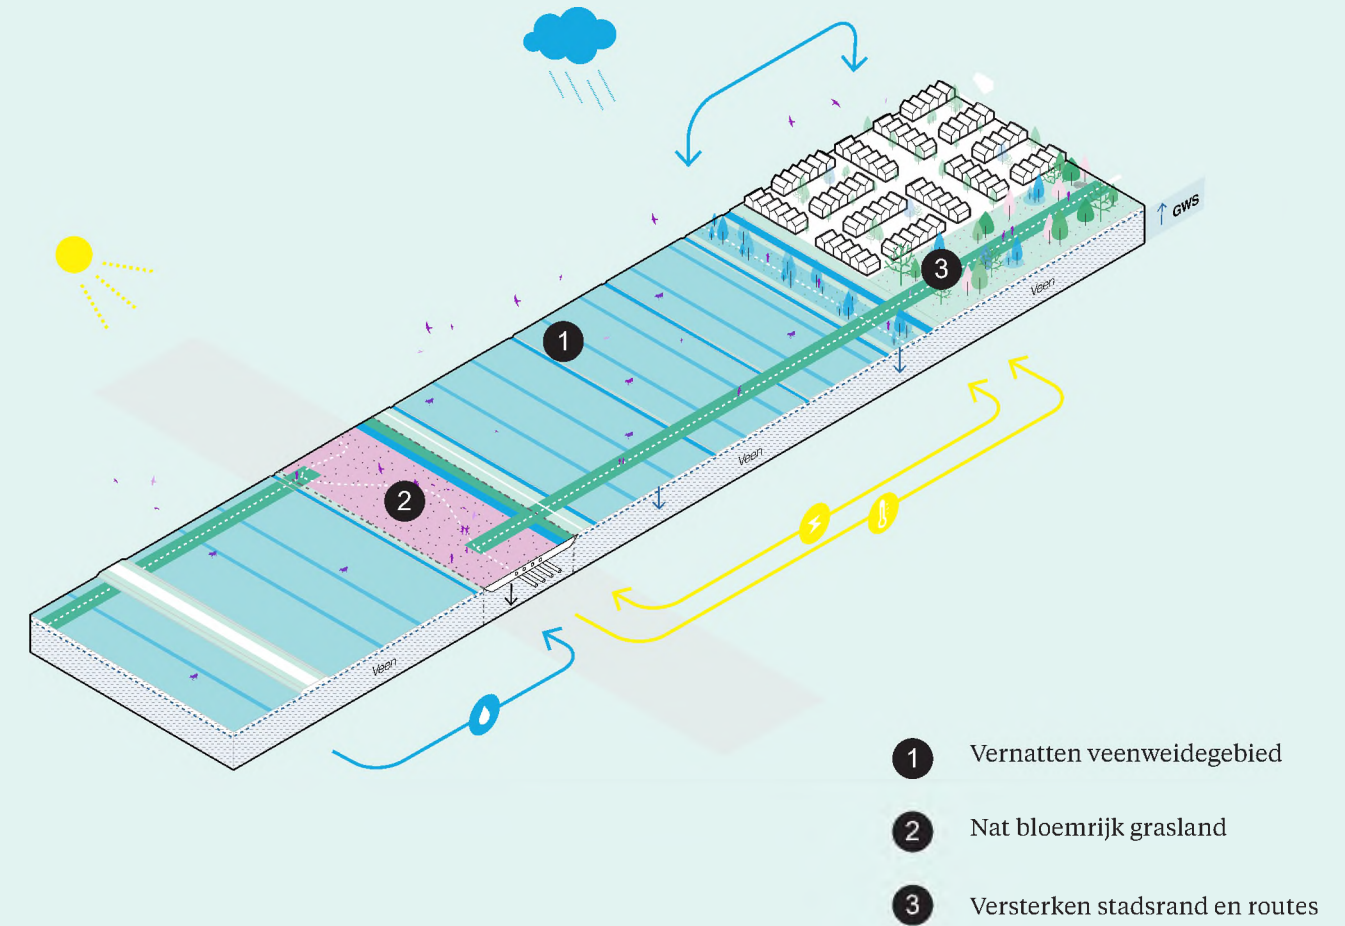 GWS
3
Veen
1
Veen
2
Veen
1 Vernatten veenweidegebied
2 Nat bloemrijk grasland
3 Versterken stadsrand en routes